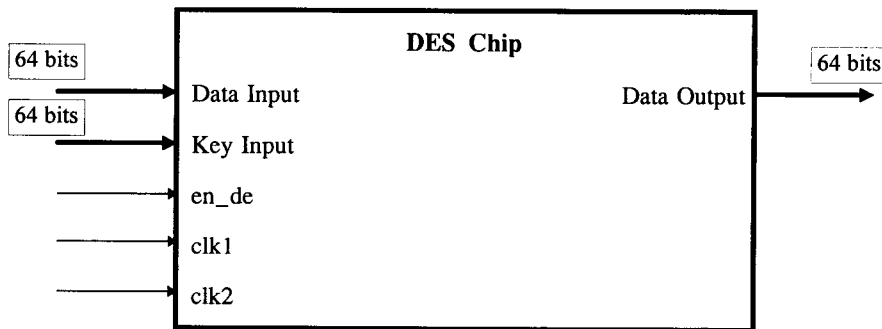 DES Chip
64 bits
64 bits
Data Input
Data Output
64 bits
Key Input
en_de
clk1
clk2